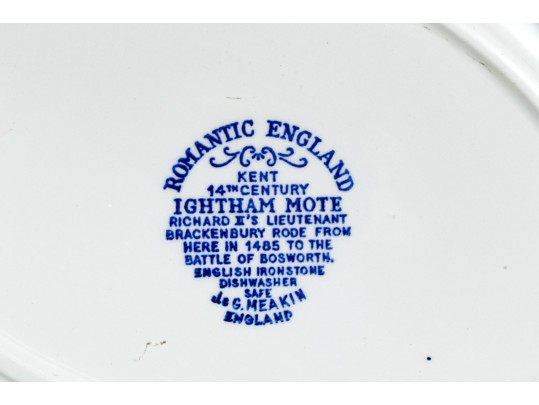 ROMANTIC ENGLAND
KENT
14TH CENTURY
IGHTHAM MOTE
RICHARD II'S LIEUTENANT
BRACKENBURY RODE FROM
HERE IN 1485 TO THE
BATTLE OF BOSWORTH.
ENGLISH IRONSTONE
DISHWASHER
SAFE
J. & G. MEAKIN
ENGLAND